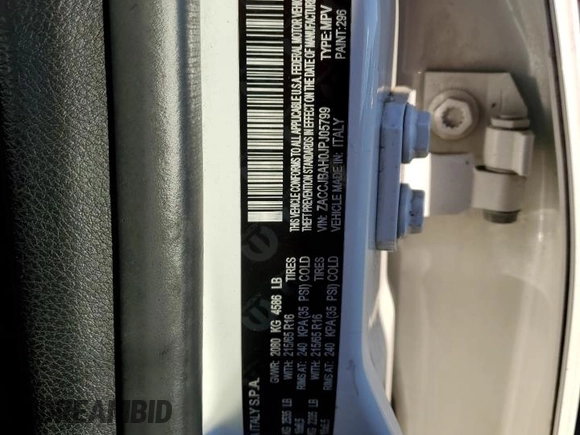 ITALY S.P.A.
GVWR: 2080 KG 4586 LB
WITH: 215/65 R16 TIRES
RIMS AT: 240 KPA(35 PSI) COLD
WITH: 215/65 R16 TIRES
RIMS AT: 240 KPA(35 PSI) COLD
THIS VEHICLE CONFORMS TO ALL APPLICABLE U.S.A. FEDERAL MOTOR
THEFT PREVENTION STANDARDS IN EFFECT ON THE DATE OF MANUFACTURE
VIN: ZACCJBAH0JPJ05799 TYPE: MPV
VEHICLE MADE IN: ITALY PAINT:296